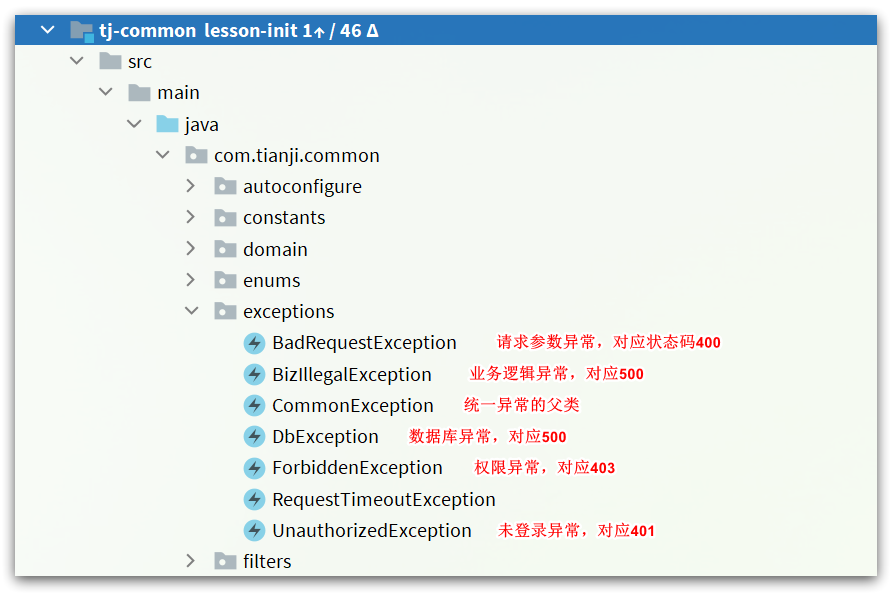 tj-common lesson-init 1↑ / 46 Δ
src
main
java
com.tianji.common
autoconfigure
constants
domain
enums
exceptions
BadRequestException 请求参数异常，对应状态码400
BizIllegalException 业务逻辑异常，对应500
CommonException 统一异常的父类
DbException 数据库异常，对应500
ForbiddenException 权限异常，对应403
RequestTimeoutException
UnauthorizedException 未登录异常，对应401
filters